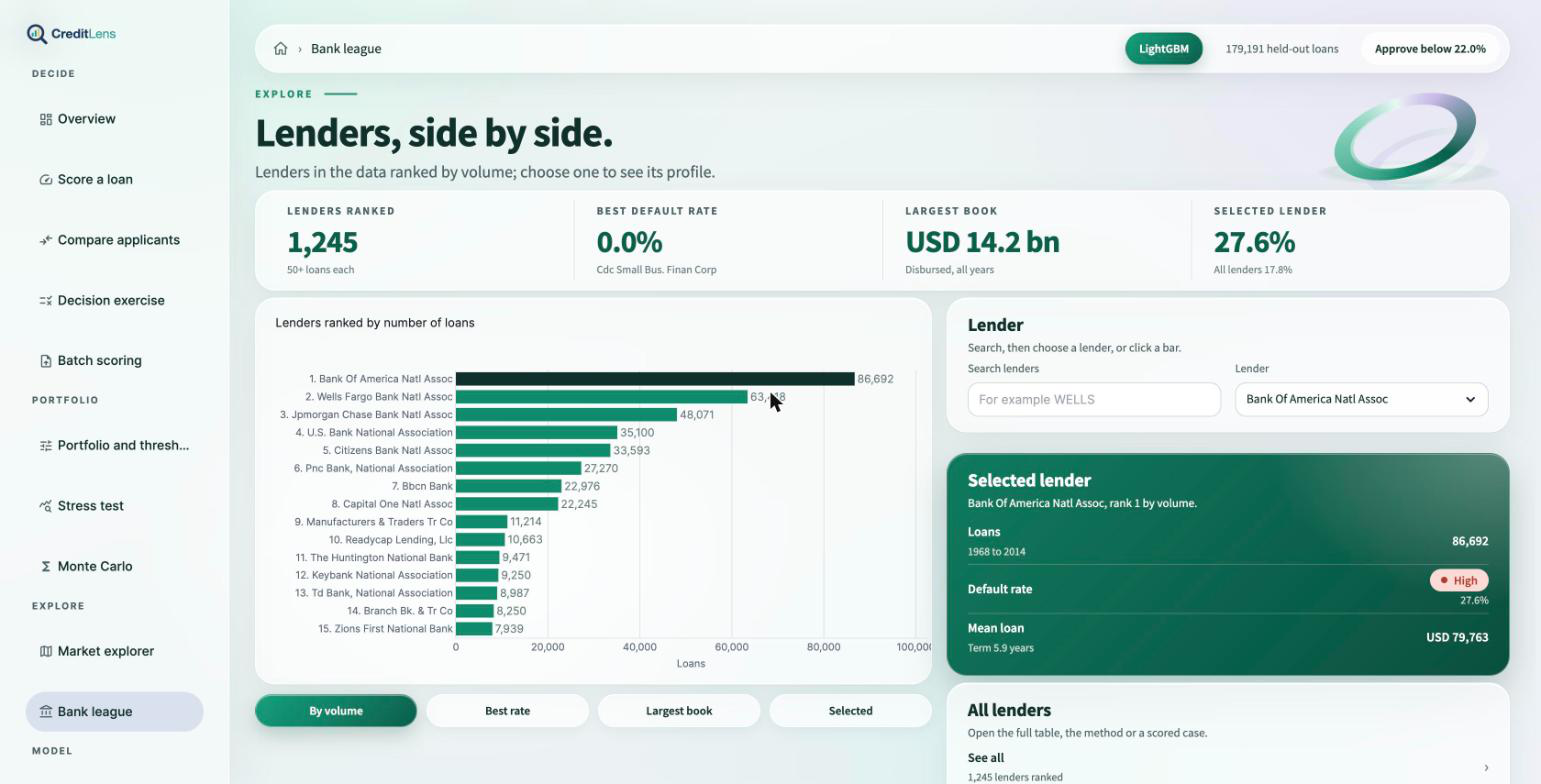 CreditLens
DECIDE
Overview
Score a loan
Compare applicants
Decision exercise
Batch scoring
PORTFOLIO
Portfolio and thresh...
Stress test
Monte Carlo
EXPLORE
Market explorer
Bank league
MODEL
Bank league
LightGBM
179,191 held-out loans
Approve below 22.0%
EXPLORE
Lenders, side by side.
Lenders in the data ranked by volume; choose one to see its profile.
LENDERS RANKED
1,245
50+ loans each
BEST DEFAULT RATE
0.0%
Cdc Small Bus. Finan Corp
LARGEST BOOK
USD 14.2 bn
Disbursed, all years
SELECTED LENDER
27.6%
All lenders 17.8%
Lenders ranked by number of loans
1. Bank Of America Natl Assoc 86,692
2. Wells Fargo Bank Natl Assoc
3. Jpmorgan Chase Bank Natl Assoc 48,071
4. U.S. Bank National Association 35,100
5. Citizens Bank Natl Assoc 33,593
6. Pnc Bank, National Association 27,270
7. Bbcn Bank 22,976
8. Capital One Natl Assoc 22,245
9. Manufacturers & Traders Tr Co 11,214
10. Readycap Lending, Llc 10,663
11. The Huntington National Bank 9,471
12. Keybank National Association 9,250
13. Td Bank, National Association 8,987
14. Branch Bk. & Tr Co 8,250
15. Zions First National Bank 7,939
0 20,000 40,000 60,000 80,000
Loans
By volume
Best rate
Largest book
Selected
Lender
Search, then choose a lender, or click a bar.
Search lenders
For example WELLS
Lender
Bank Of America Natl Assoc
Selected lender
Bank Of America Natl Assoc, rank 1 by volume.
Loans
1968 to 2014
86,692
Default rate
High
27.6%
Mean loan
Term 5.9 years
USD 79,763
All lenders
Open the full table, the method or a scored case.
See all
1,245 lenders ranked